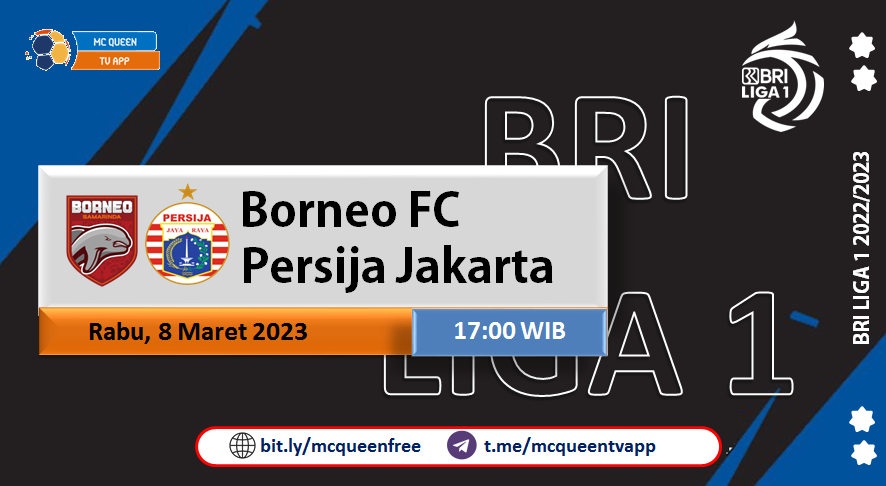 MC QUEEN
TV APP
BRI
LIGA 1
BRI
LIGA 1
BRI LIGA 1 2022/2023
BORNEO
SAMARINDA
PERSIJA
JAYA RAYA
Borneo FC
Persija Jakarta
Rabu, 8 Maret 2023
17:00 WIB
bit.ly/mcqueenfree
t.me/mcqueentvapp